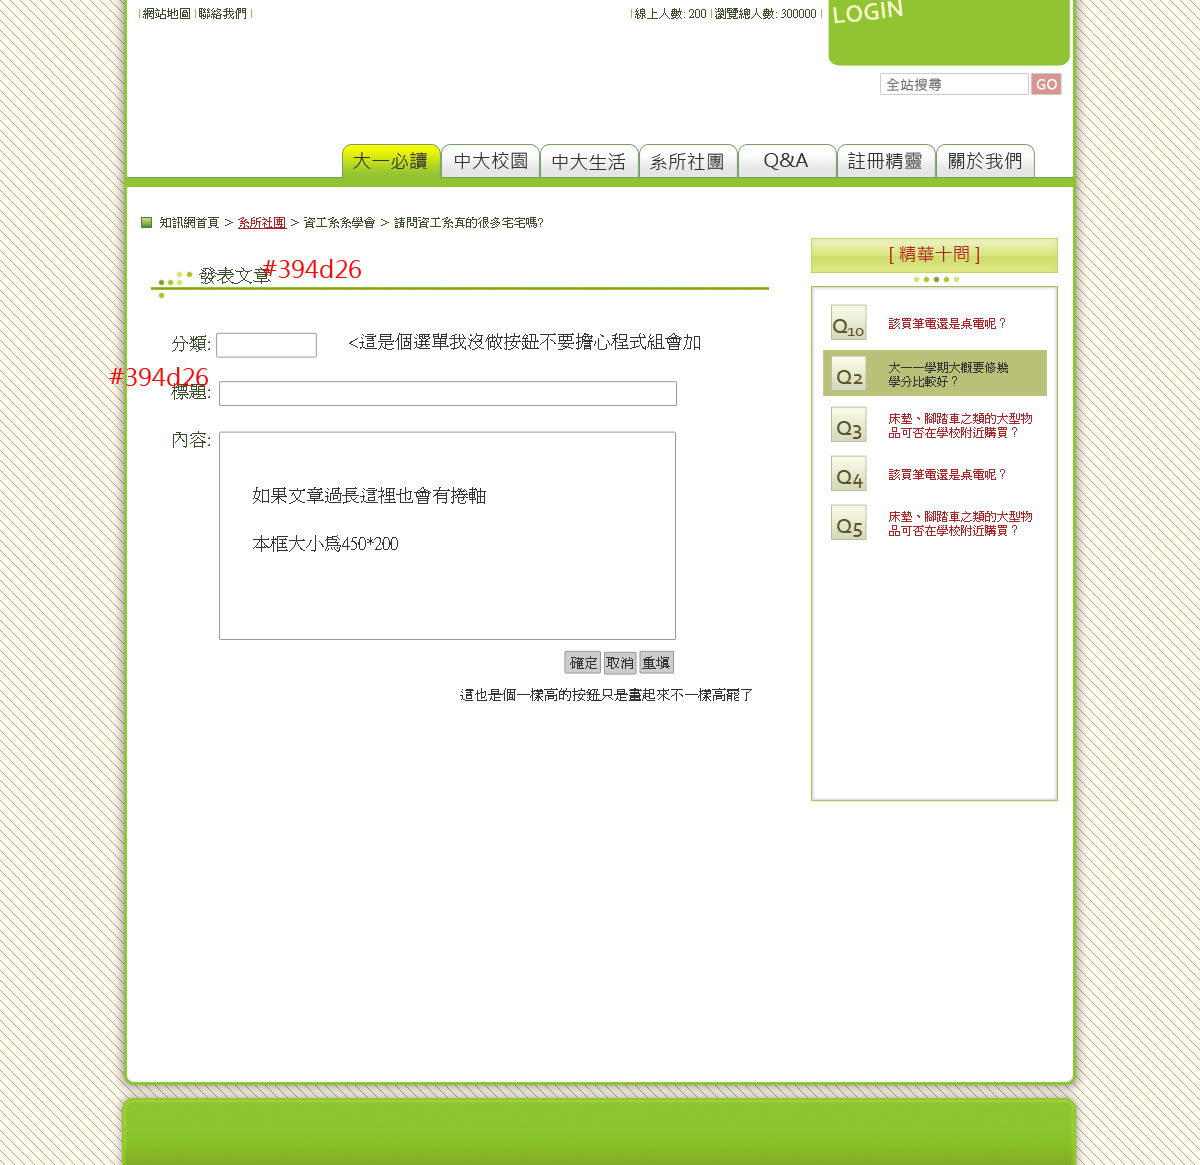 |網站地圖 |聯絡我們 |
|線上人數: 200 |瀏覽總人數: 300000 |
LOGIN
全站搜尋 GO
大一必讀 中大校園 中大生活 系所社團 Q&A 註冊精靈 關於我們
知訊網首頁 > 系所社團 > 資工系系學會 > 請問資工系真的很多宅宅嗎?
發表文章
#394d26
分類:
<這是個選單我沒做按鈕不要擔心程式組會加
#394d26
標題:
內容:
如果文章過長這裡也會有捲軸
本框大小為450*200
確定 取消 重填
這也是個一樣高的按鈕只是畫起來不一樣高罷了
[ 精華十問 ]
Q10 該買筆電還是桌電呢？
Q2 大一一學期大概要修幾
學分比較好？
Q3 床墊、腳踏車之類的大型物
品可否在學校附近購買？
Q4 該買筆電還是桌電呢？
Q5 床墊、腳踏車之類的大型物
品可否在學校附近購買？